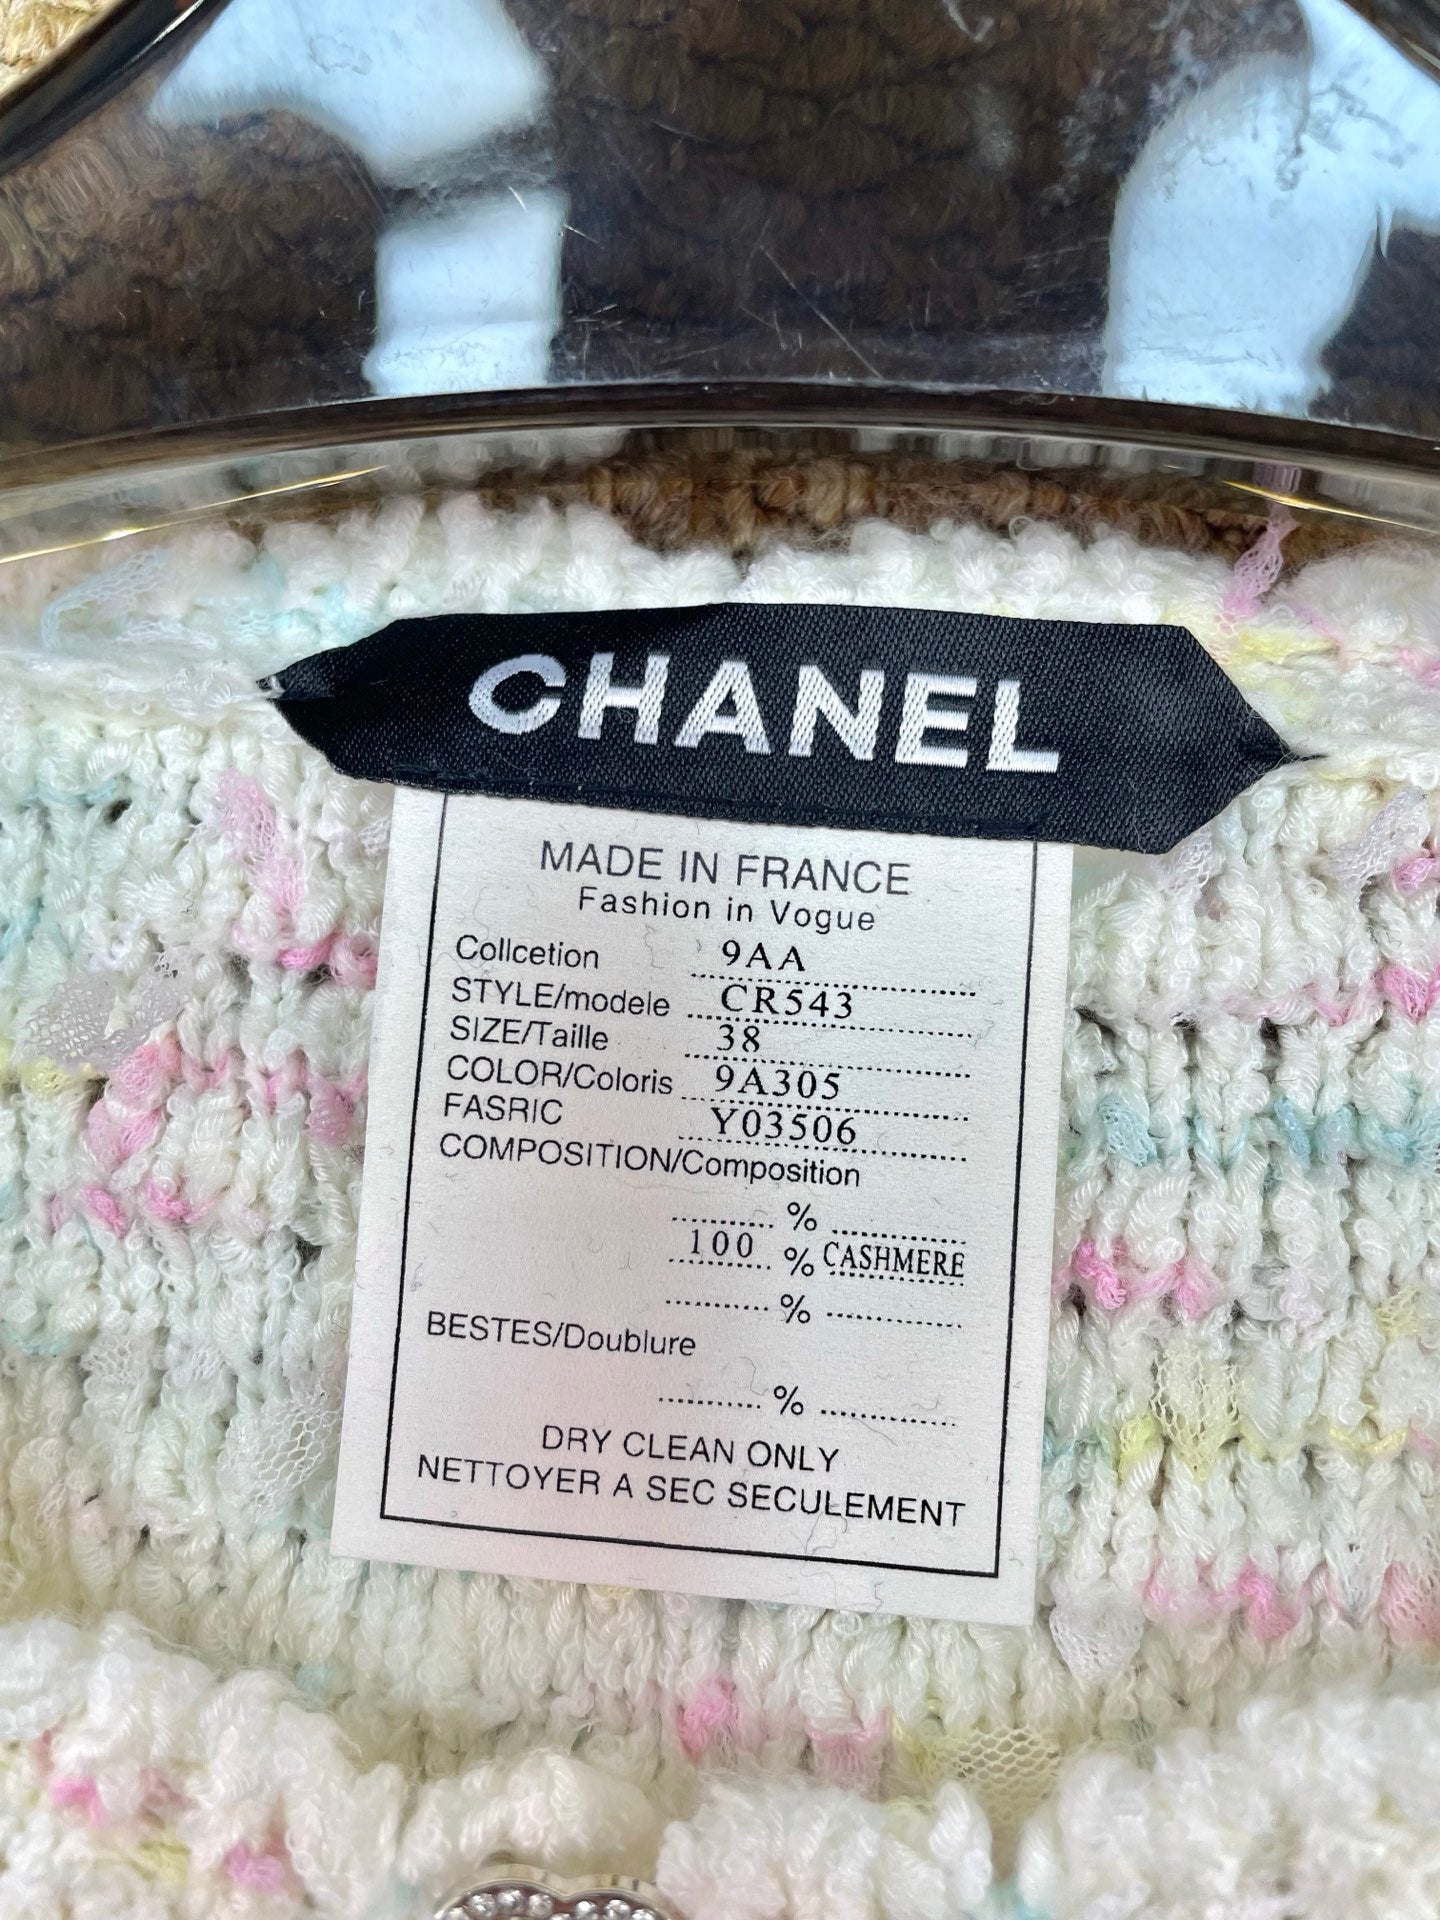 CHANEL
MADE IN FRANCE
Fashion in Vogue
Collcetion 9AA
STYLE/modele CR543
SIZE/Taille 38
COLOR/Coloris 9A305
FASRIC Y03506
COMPOSITION/Composition
%
100 % CASHMERE
%
BESTES/Doublure
%
DRY CLEAN ONLY
NETTOYER A SEC SECULEMENT